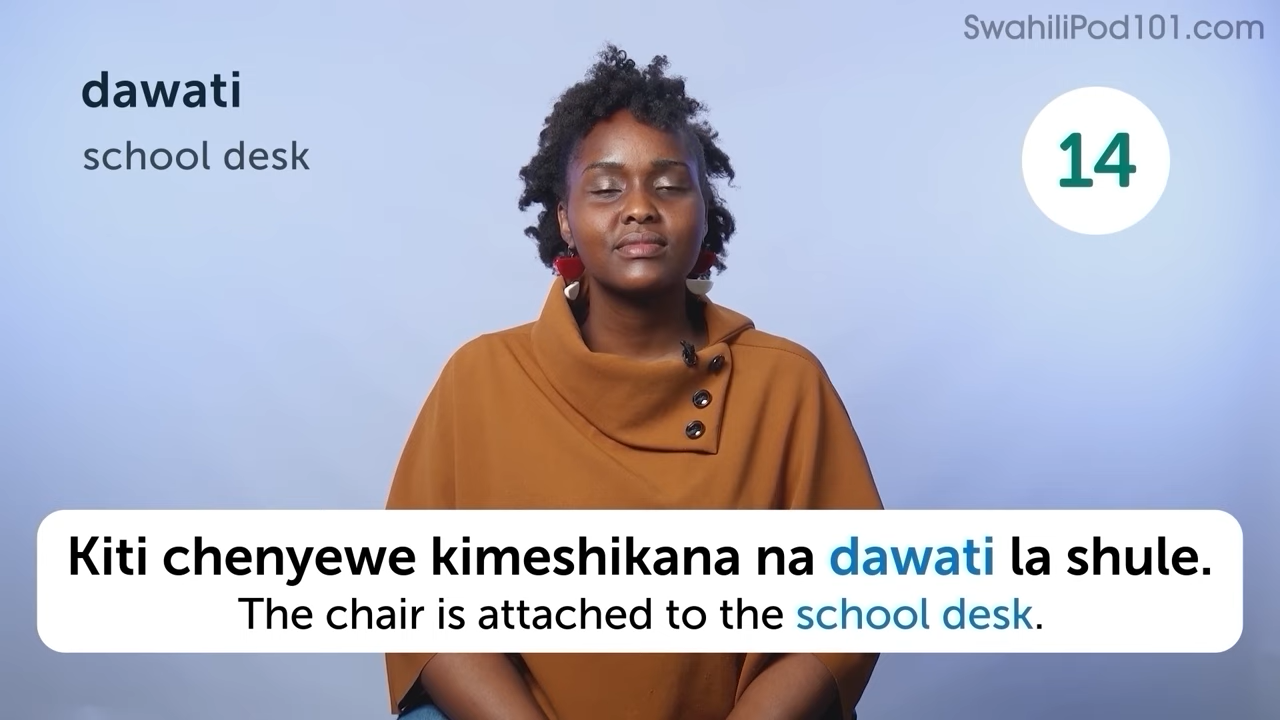 SwahiliPod101.com
dawati
school desk
14
Kiti chenyewe kimeshikana na dawati la shule.
The chair is attached to the school desk.